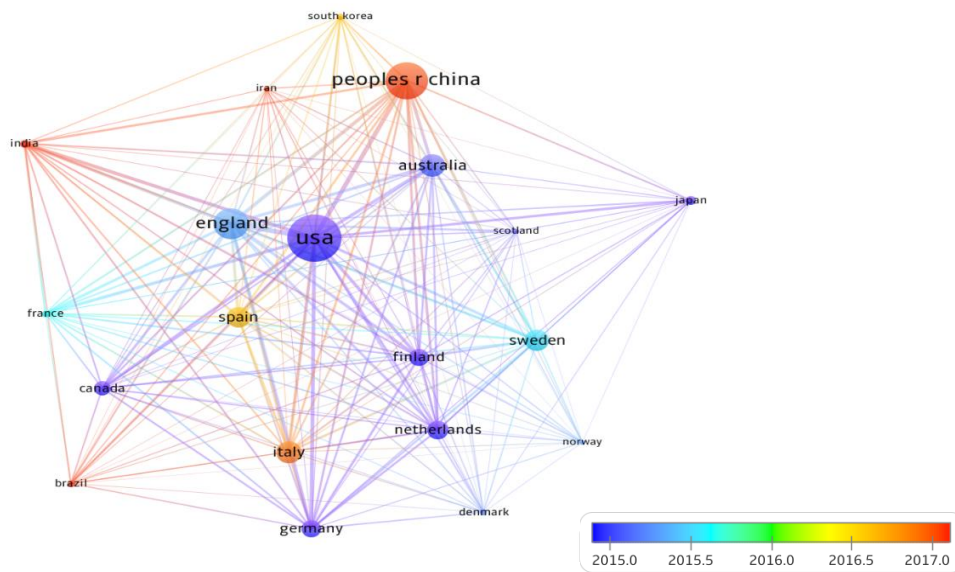 south korea
peoples r china
iran
india
australia
japan
england
scotland
usa
france
spain
sweden
finland
canada
netherlands
norway
italy
brazil
denmark
germany
2015.0 2015.5 2016.0 2016.5 2017.0